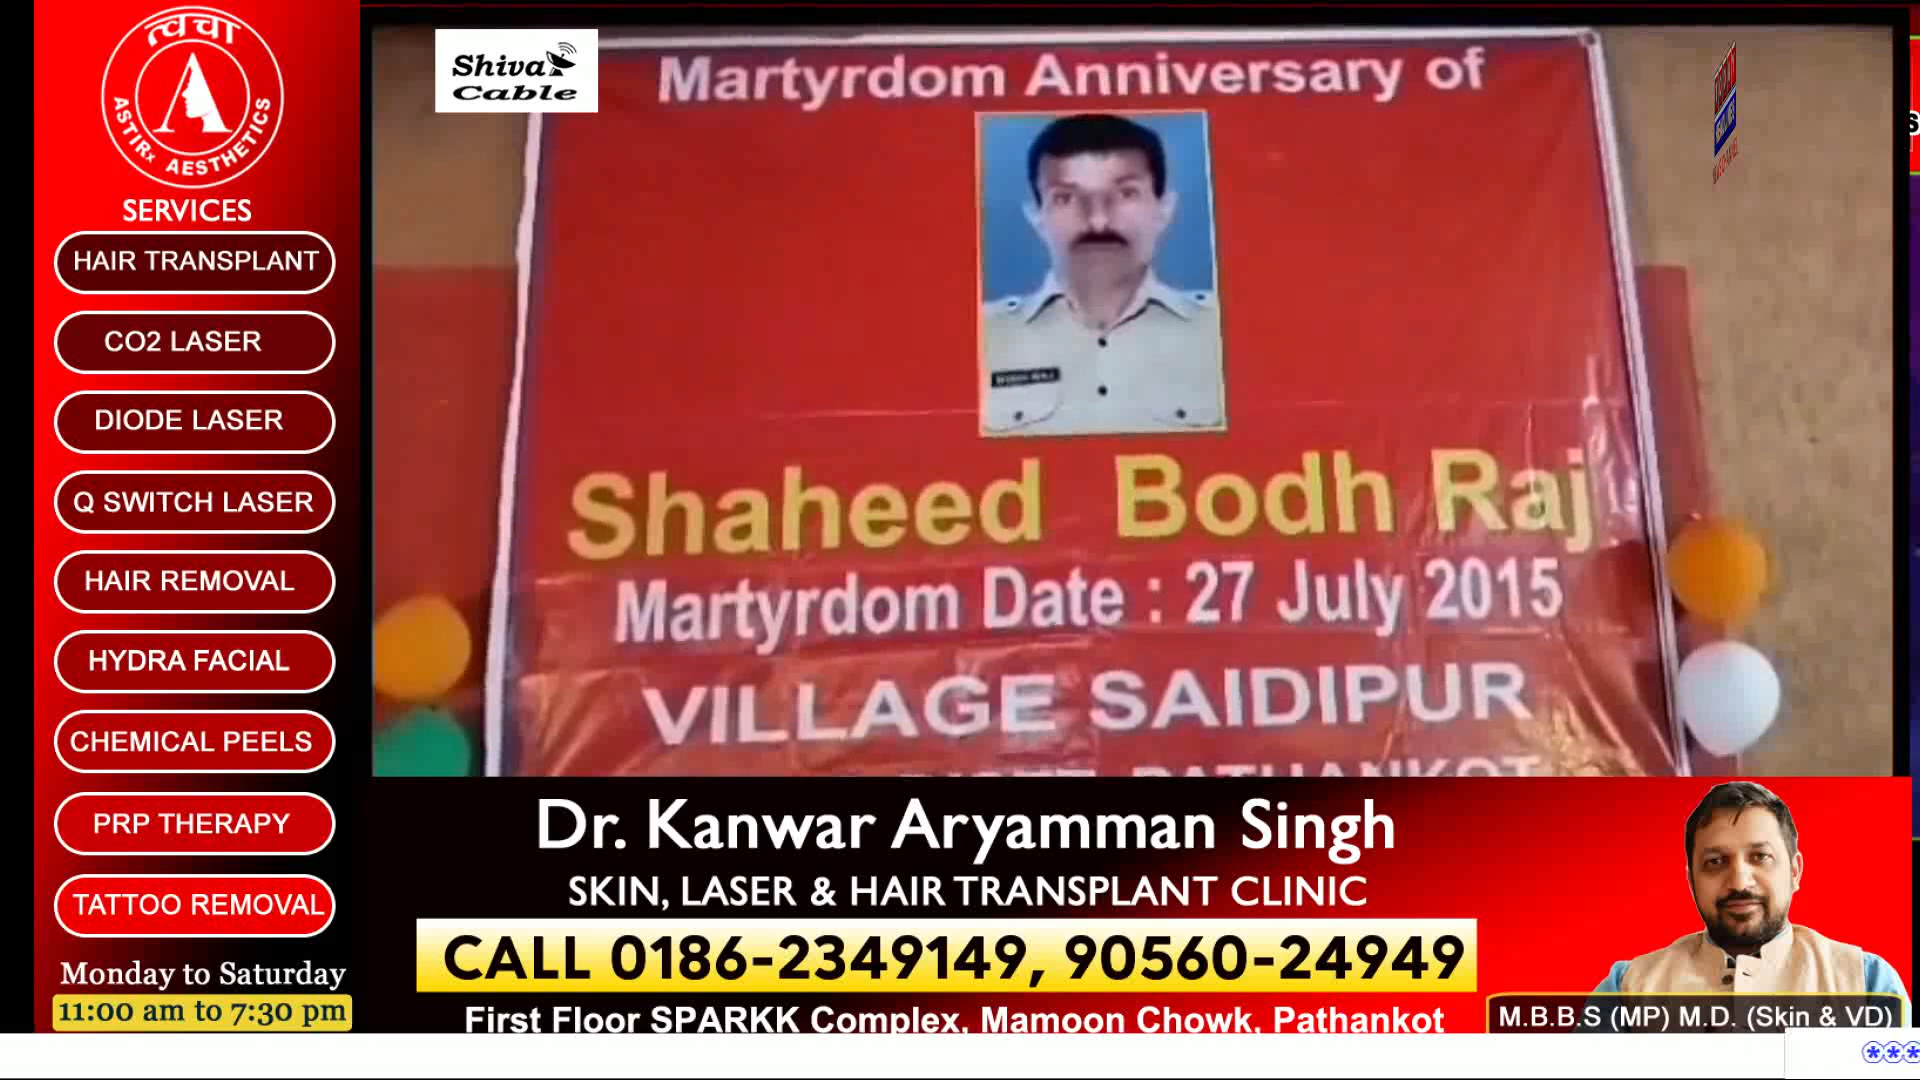 त्वचा
ASTIRx AESTHETICS
SERVICES
HAIR TRANSPLANT
CO2 LASER
DIODE LASER
Q SWITCH LASER
HAIR REMOVAL
HYDRA FACIAL
CHEMICAL PEELS
PRP THERAPY
TATTOO REMOVAL
Monday to Saturday
11:00 am to 7:30 pm
Shiva
Cable
Martyrdom Anniversary of
Shaheed Bodh Raj
Martyrdom Date : 27 July 2015
VILLAGE SAIDIPUR
PATHANKOT
Dr. Kanwar Aryamman Singh
SKIN, LASER & HAIR TRANSPLANT CLINIC
CALL 0186-2349149, 90560-24949
First Floor SPARKK Complex, Mamoon Chowk, Pathankot
M.B.B.S (MP) M.D. (Skin & VD)
***